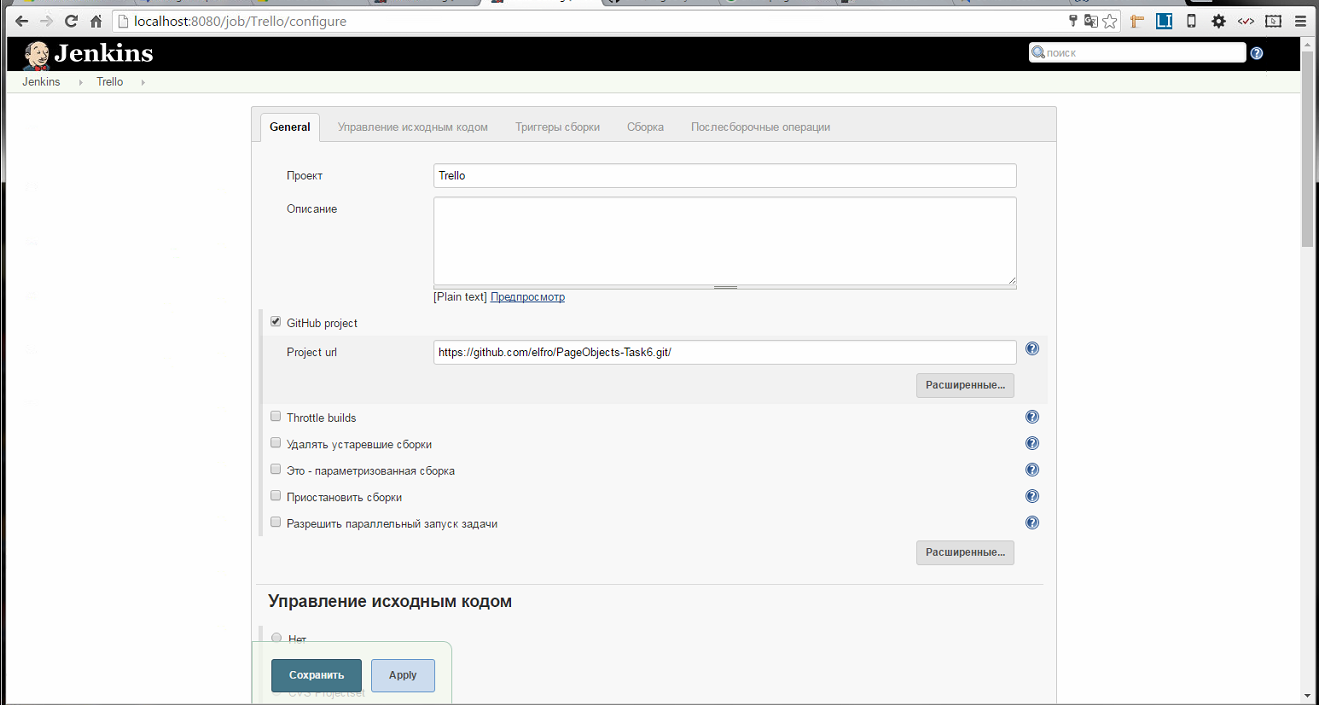 localhost:8080/job/Trello/configure
Jenkins
поиск
Jenkins Trello
General Управление исходным кодом Триггеры сборки Сборка Послесборочные операции
Проект Trello
Описание
[Plain text] Предпросмотр
GitHub project
Project url https://github.com/elfro/PageObjects-Task6.git/
Расширенные...
Throttle builds
Удалять устаревшие сборки
Это - параметризованная сборка
Приостановить сборки
Разрешить параллельный запуск задачи
Расширенные...
Управление исходным кодом
Нет
Сохранить Apply
CVS Projectset